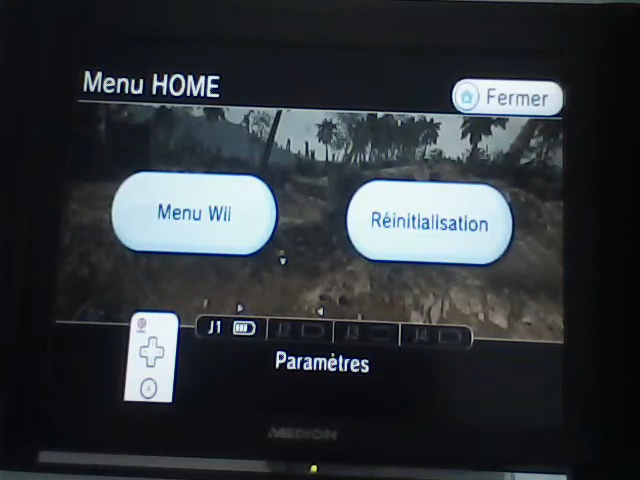 Menu HOME
Fermer
Menu Wii
Réinitialisation
J1 J2 J3 J4
Paramètres
MEDION